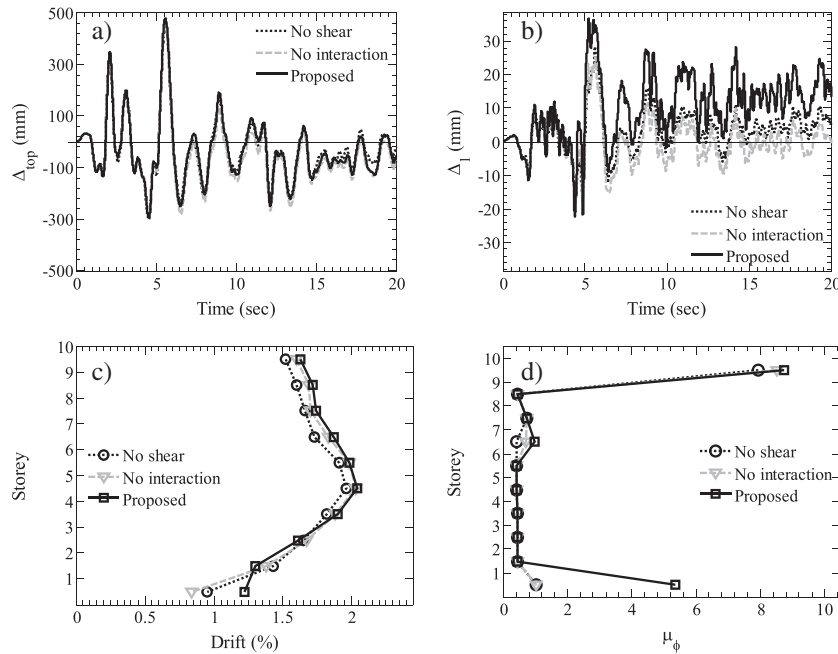 a)
No shear
No interaction
Proposed
500
300
100
-100
-300
-500
Δtop (mm)
0 5 10 15 20
Time (sec)
b)
30
20
10
0
-10
-20
-30
Δ1 (mm)
No shear
No interaction
Proposed
0 5 10 15 20
Time (sec)
c)
10
9
8
7
6
5
4
3
2
1
Storey
No shear
No interaction
Proposed
0 0.5 1 1.5 2
Drift (%)
d)
10
9
8
7
6
5
4
3
2
1
Storey
No shear
No interaction
Proposed
0 2 4 6 8 10
μϕ